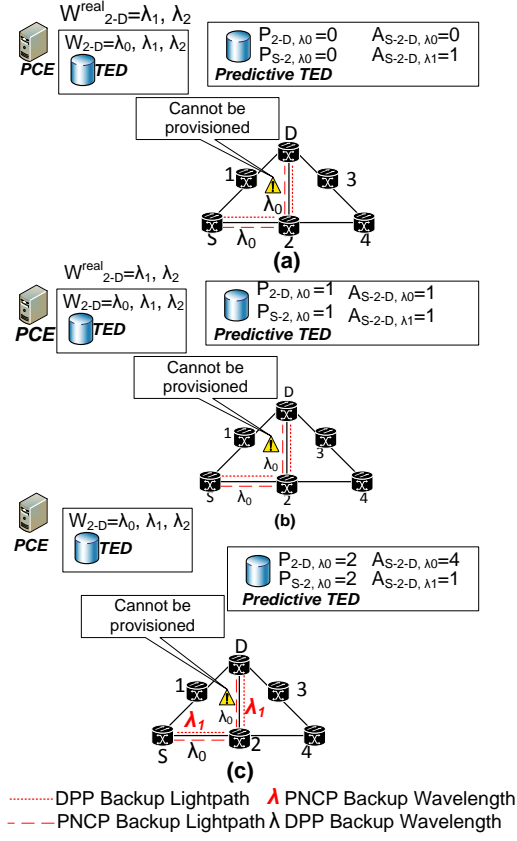 W^real_2-D=λ1, λ2
W2-D=λ0, λ1, λ2
TED
PCE
P2-D, λ0=0 AS-2-D, λ0=0
PS-2, λ0=0 AS-2-D, λ1=1
Predictive TED
Cannot be
provisioned
D
1
3
λ0
S
λ0
2
4
(a)
W^real_2-D=λ1, λ2
W2-D=λ0, λ1, λ2
TED
PCE
P2-D, λ0=1 AS-2-D, λ0=1
PS-2, λ0=1 AS-2-D, λ1=1
Predictive TED
Cannot be
provisioned
D
1
3
λ0
S
λ0
2
4
(b)
W2-D=λ0, λ1, λ2
TED
PCE
P2-D, λ0=2 AS-2-D, λ0=4
PS-2, λ0=2 AS-2-D, λ1=1
Predictive TED
Cannot be
provisioned
D
1
3
λ0
λ1
λ1
S
λ0
2
4
(c)
DPP Backup Lightpath λ PNCP Backup Wavelength
PNCP Backup Lightpath λ DPP Backup Wavelength